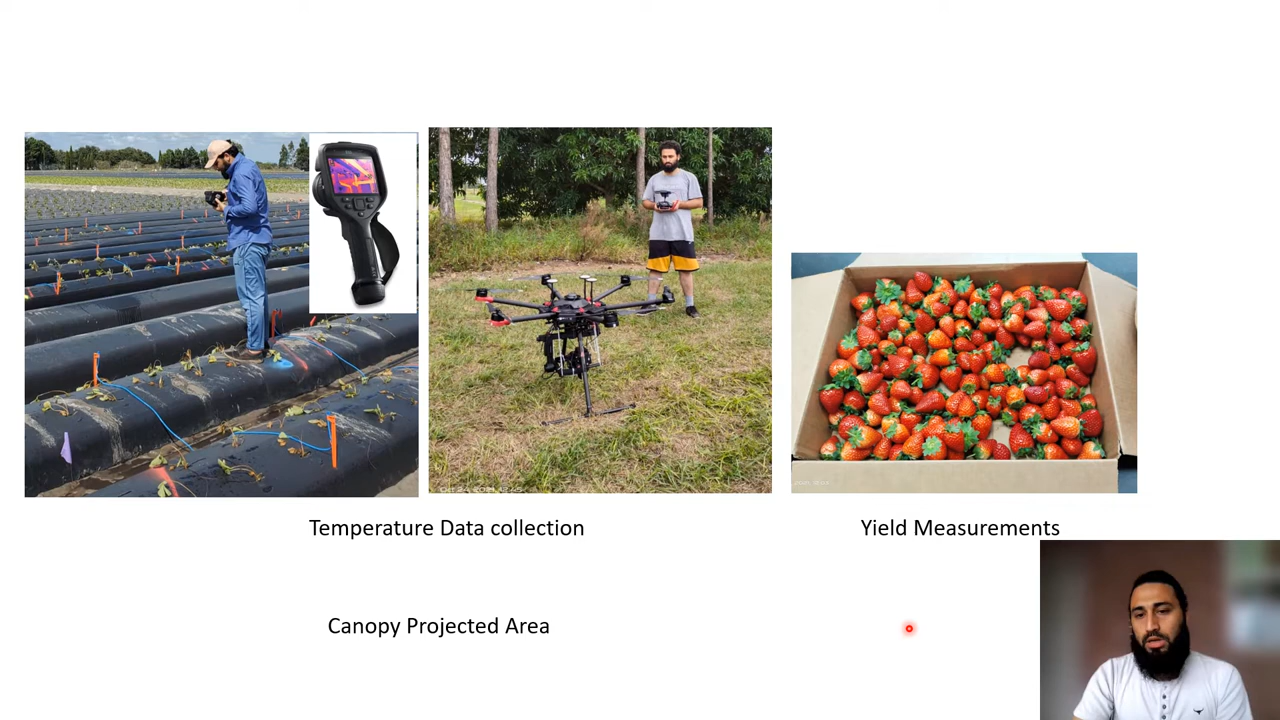 Temperature Data collection
Yield Measurements
Canopy Projected Area